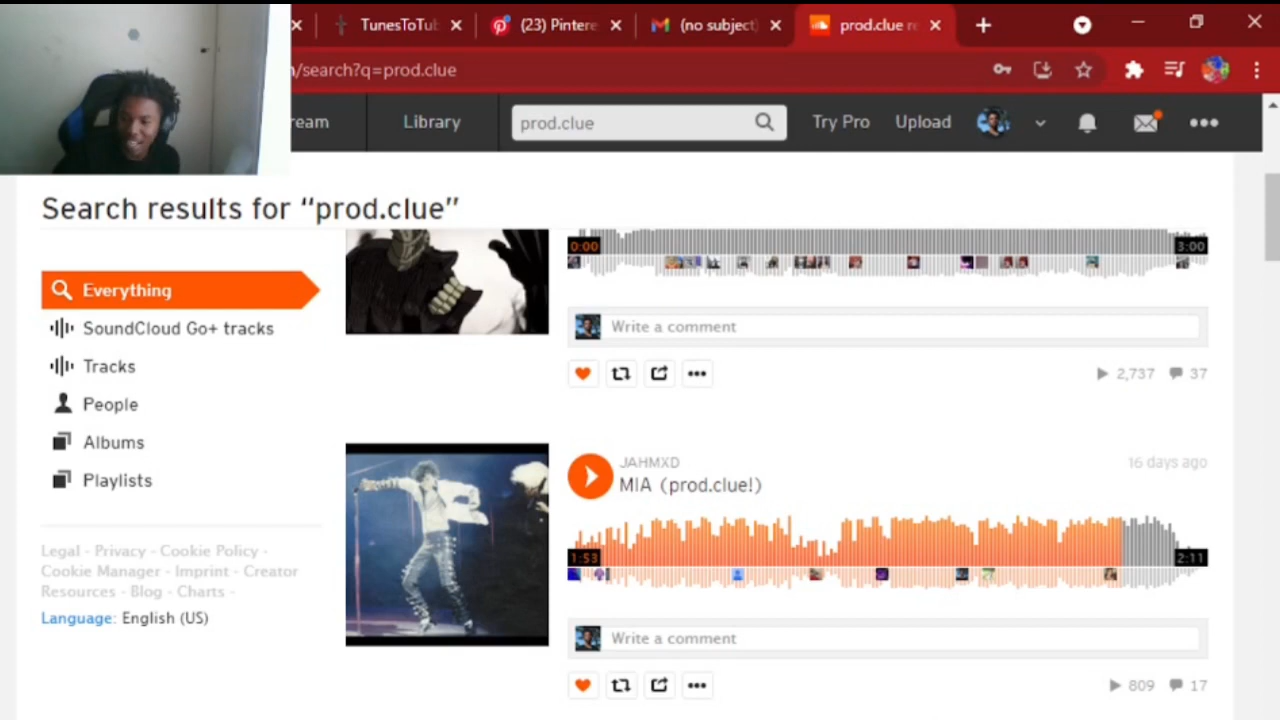 TunesToTub
(23) Pintere
(no subject)
prod.clue re
/search?q=prod.clue
ream
Library
prod.clue
Try Pro
Upload
Search results for “prod.clue”
Everything
SoundCloud Go+ tracks
Tracks
People
Albums
Playlists
Legal - Privacy - Cookie Policy -
Cookie Manager - Imprint - Creator
Resources - Blog - Charts -
Language: English (US)
0:00
3:00
Write a comment
2,737
37
JAHMXD
16 days ago
MIA (prod.clue!)
1:53
2:11
Write a comment
809
17